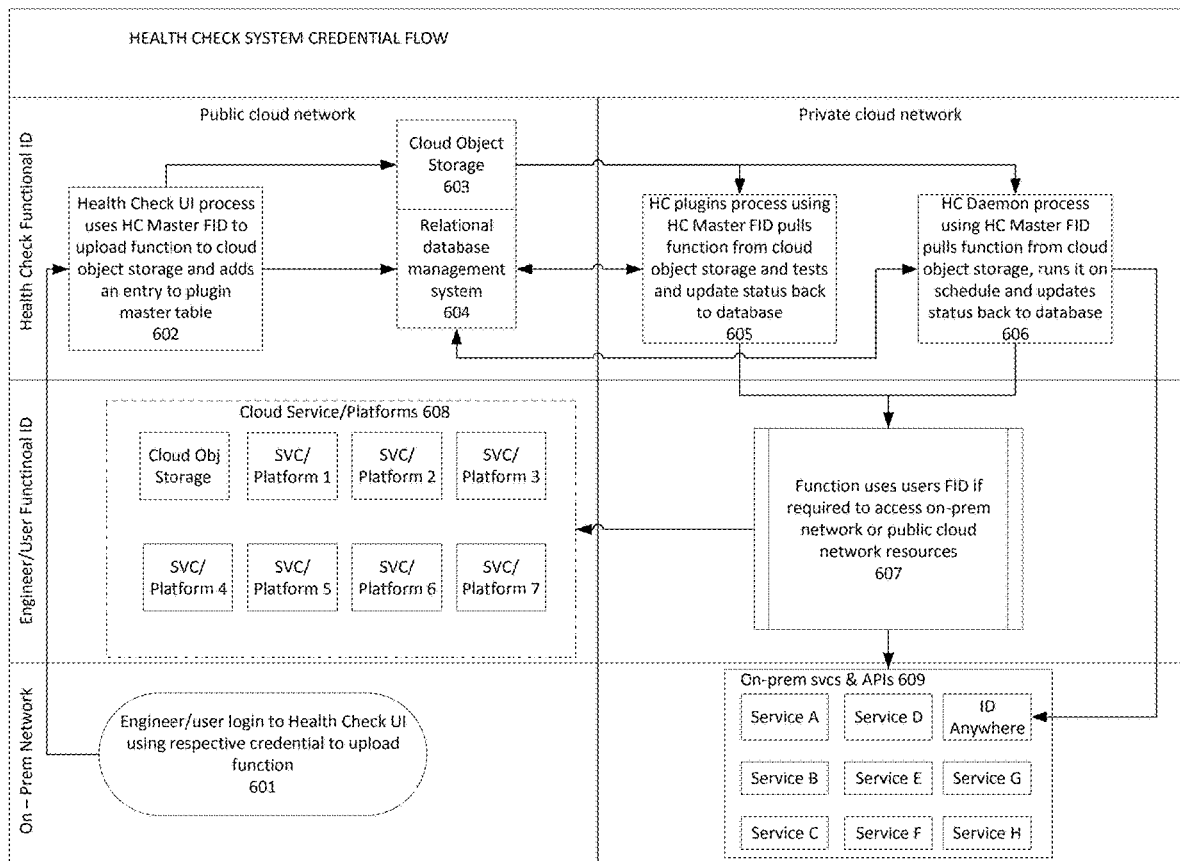 HEALTH CHECK SYSTEM CREDENTIAL FLOW
Public cloud network
Private cloud network
Health Check Functional ID
Health Check UI process
uses HC Master FID to
upload function to cloud
object storage and adds
an entry to plugin
master table
602
Cloud Object
Storage
603
Relational
database
management
system
604
HC plugins process using
HC Master FID pulls
function from cloud
object storage and tests
and update status back
to database
605
HC Daemon process
using HC Master FID
pulls function from cloud
object storage, runs it on
schedule and updates
status back to database
606
Engineer/User Functinoal ID
Cloud Service/Platforms 608
Cloud Obj
Storage
SVC/
Platform 1
SVC/
Platform 2
SVC/
Platform 3
SVC/
Platform 4
SVC/
Platform 5
SVC/
Platform 6
SVC/
Platform 7
Function uses users FID if
required to access on-prem
network or public cloud
network resources
607
On – Prem Network
Engineer/user login to Health Check UI
using respective credential to upload
function
601
On-prem svcs & APIs 609
Service A
Service D
ID
Anywhere
Service B
Service E
Service G
Service C
Service F
Service H